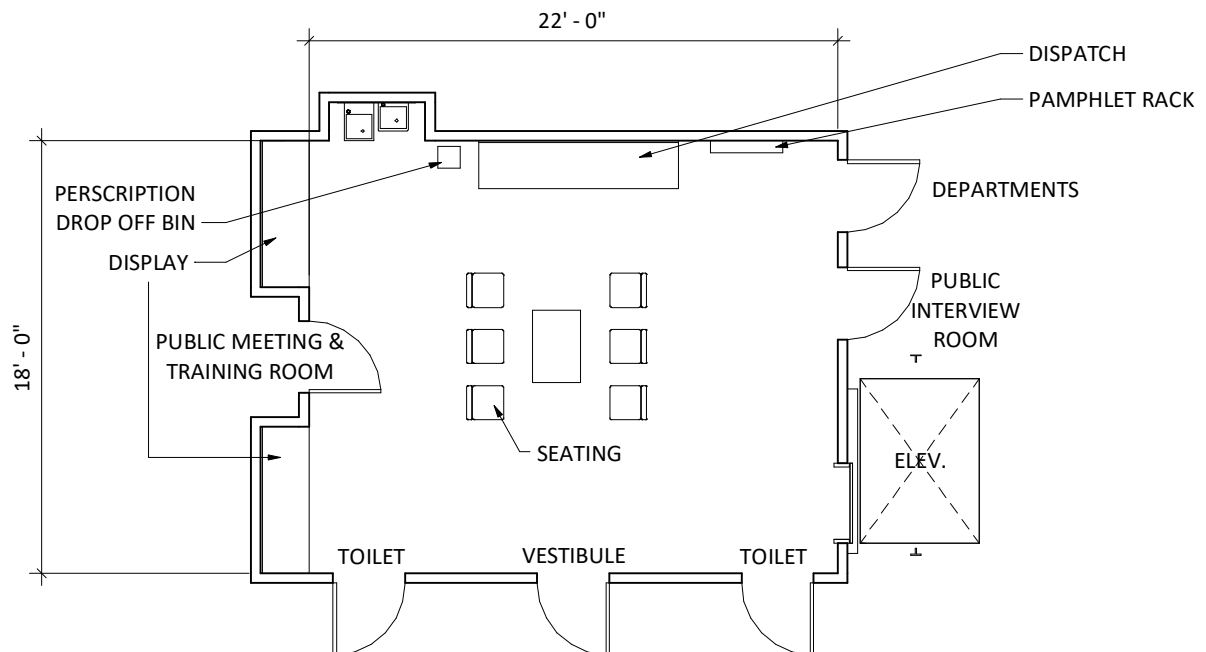 22' - 0"
DISPATCH
PAMPHLET RACK
PERSCRIPTION
DROP OFF BIN
DEPARTMENTS
DISPLAY
PUBLIC
INTERVIEW
ROOM
PUBLIC MEETING &
TRAINING ROOM
18' - 0"
SEATING
ELEV.
TOILET
VESTIBULE
TOILET